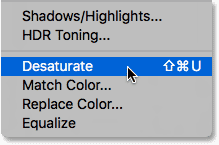 Shadows/Highlights...
HDR Toning...
Desaturate ⇧⌘U
Match Color...
Replace Color...
Equalize